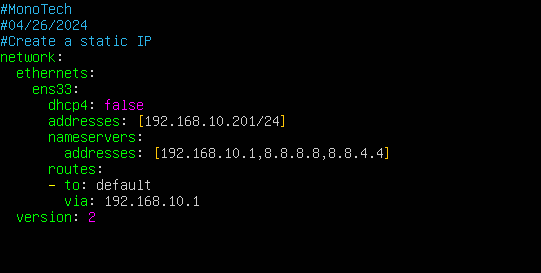 #MonoTech
#04/26/2024
#Create a static IP
network:
  ethernets:
    ens33:
      dhcp4: false
      addresses: [192.168.10.201/24]
      nameservers:
        addresses: [192.168.10.1,8.8.8.8,8.8.4.4]
      routes:
      - to: default
        via: 192.168.10.1
  version: 2